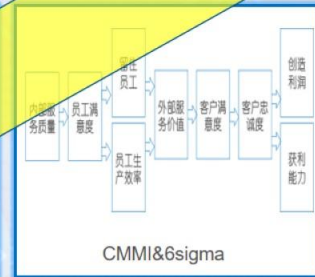 内部服
务质量
员工满
意度
留住
员工
员工生
产效率
外部服
务价值
客户满
意度
客户忠
诚度
创造
利润
获利
能力
CMMI&6sigma